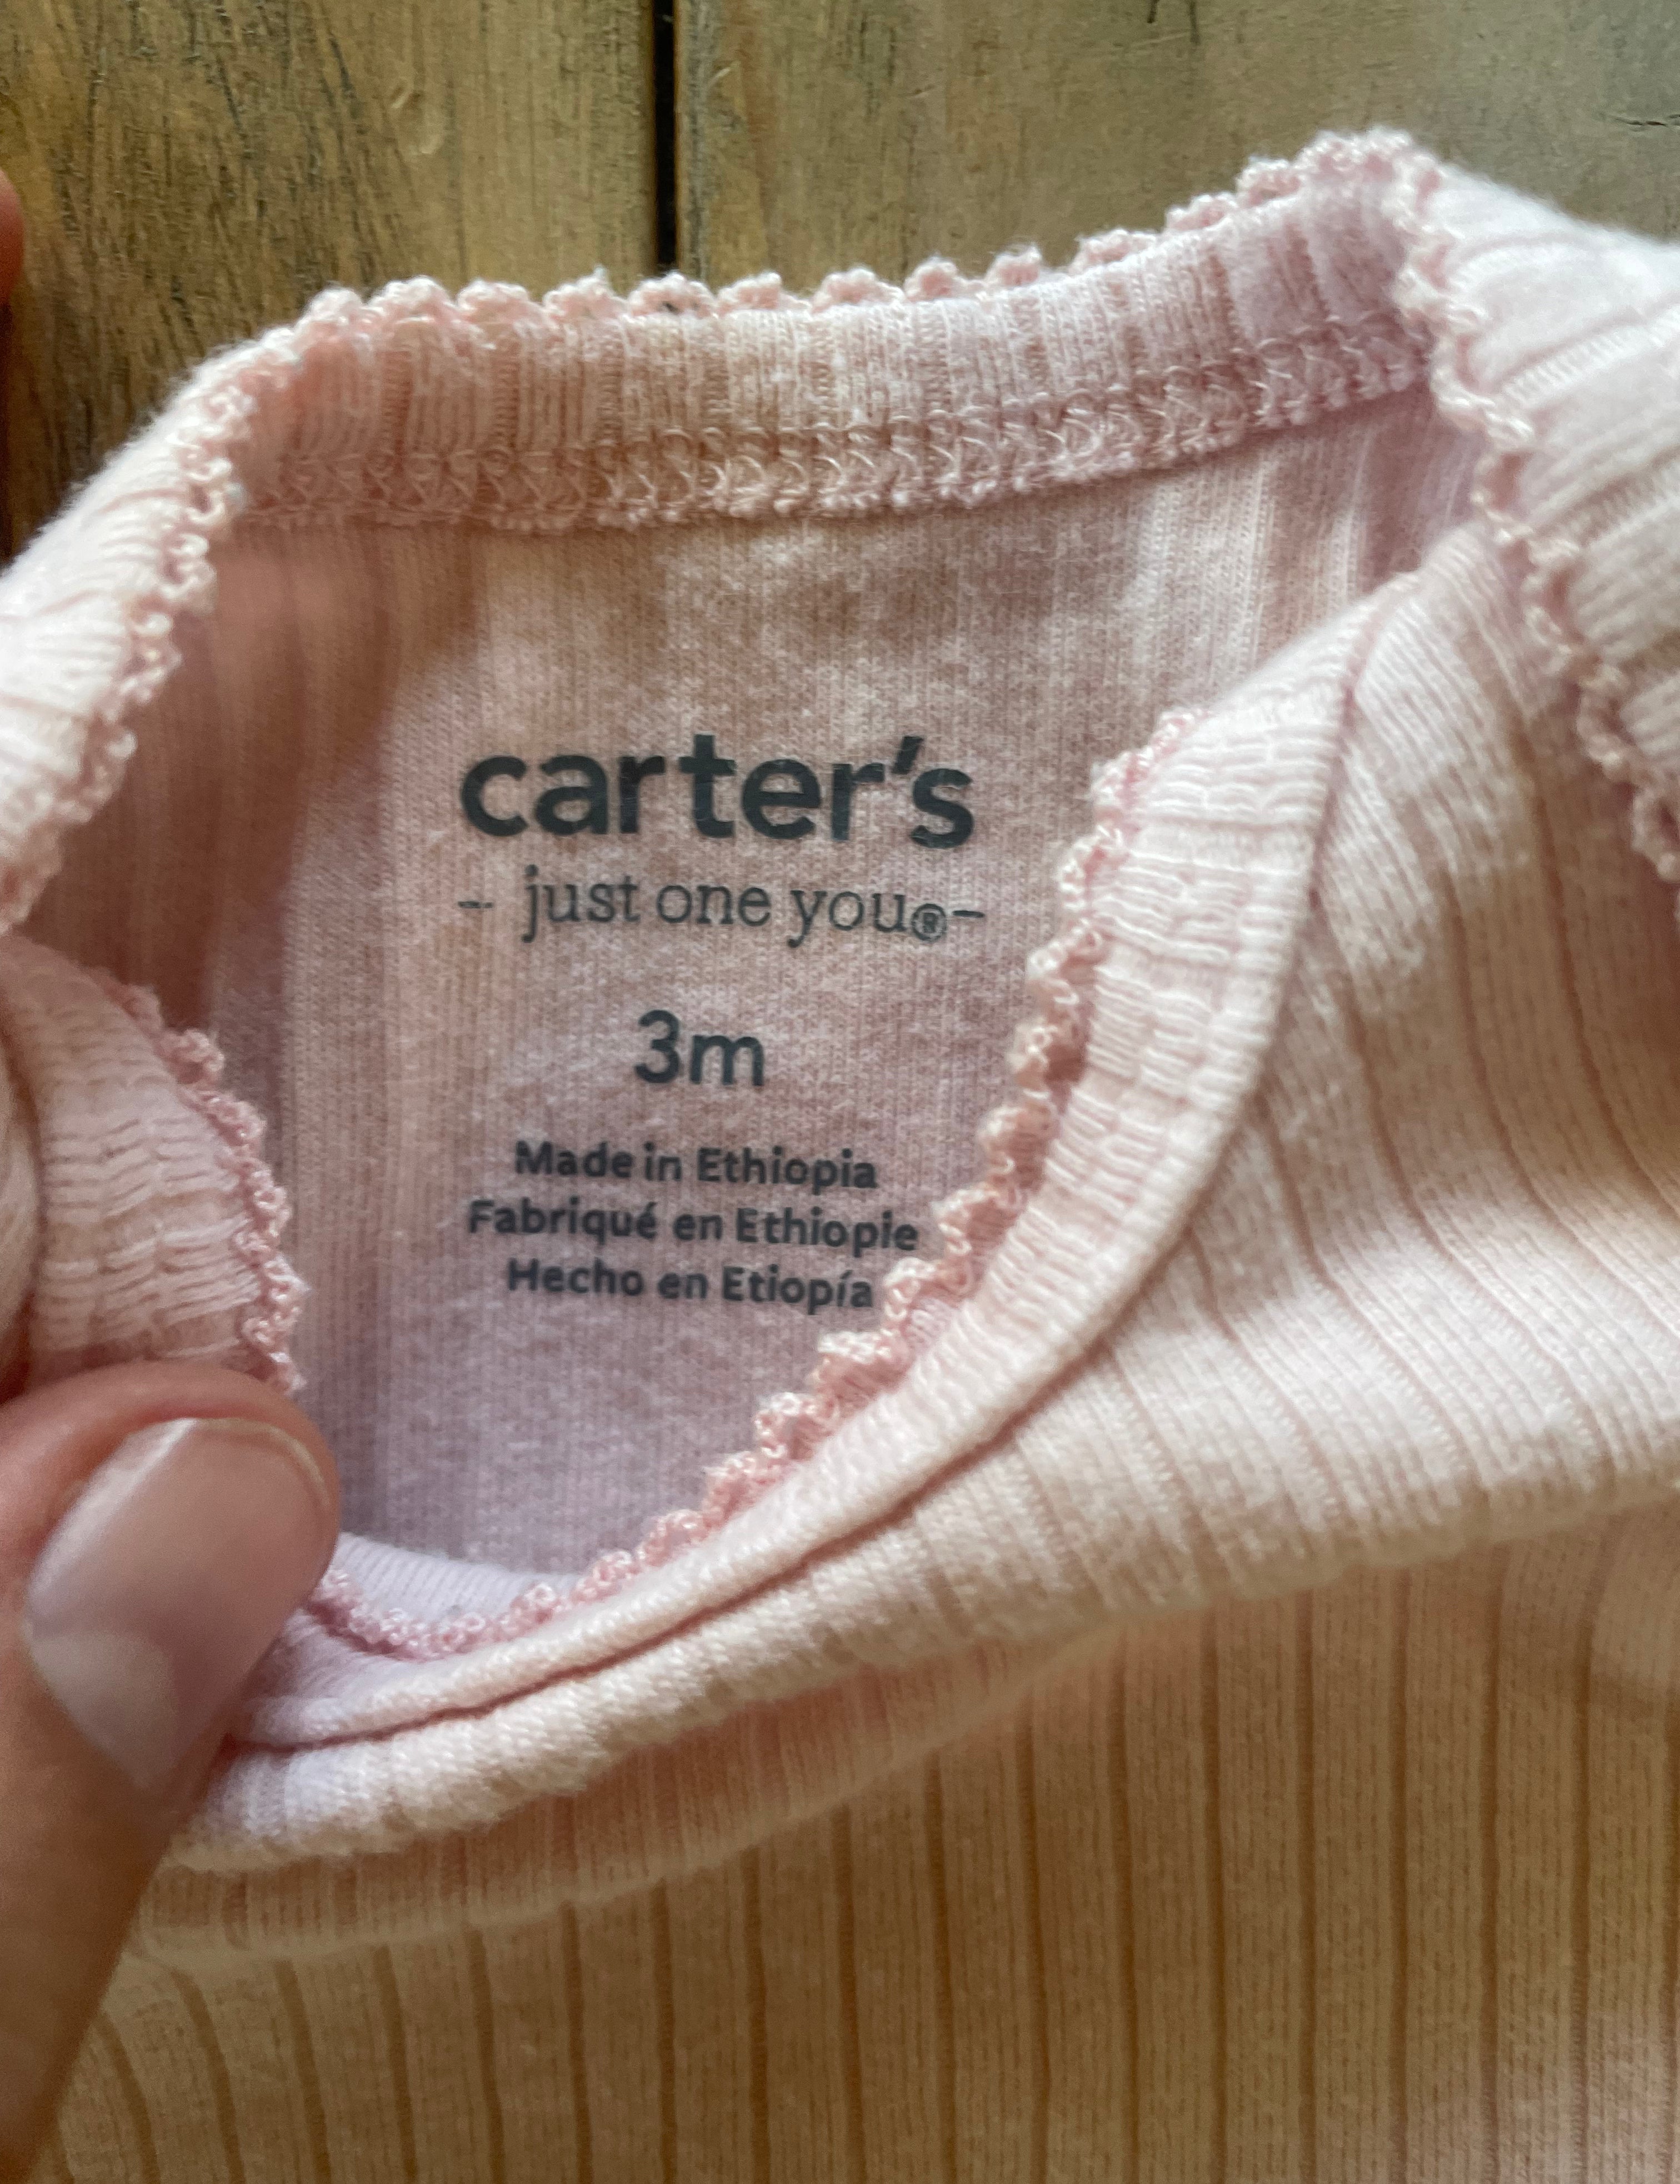 carter's
- just one you®-
3m
Made in Ethiopia
Fabriqué en Ethiopie
Hecho en Etiopía